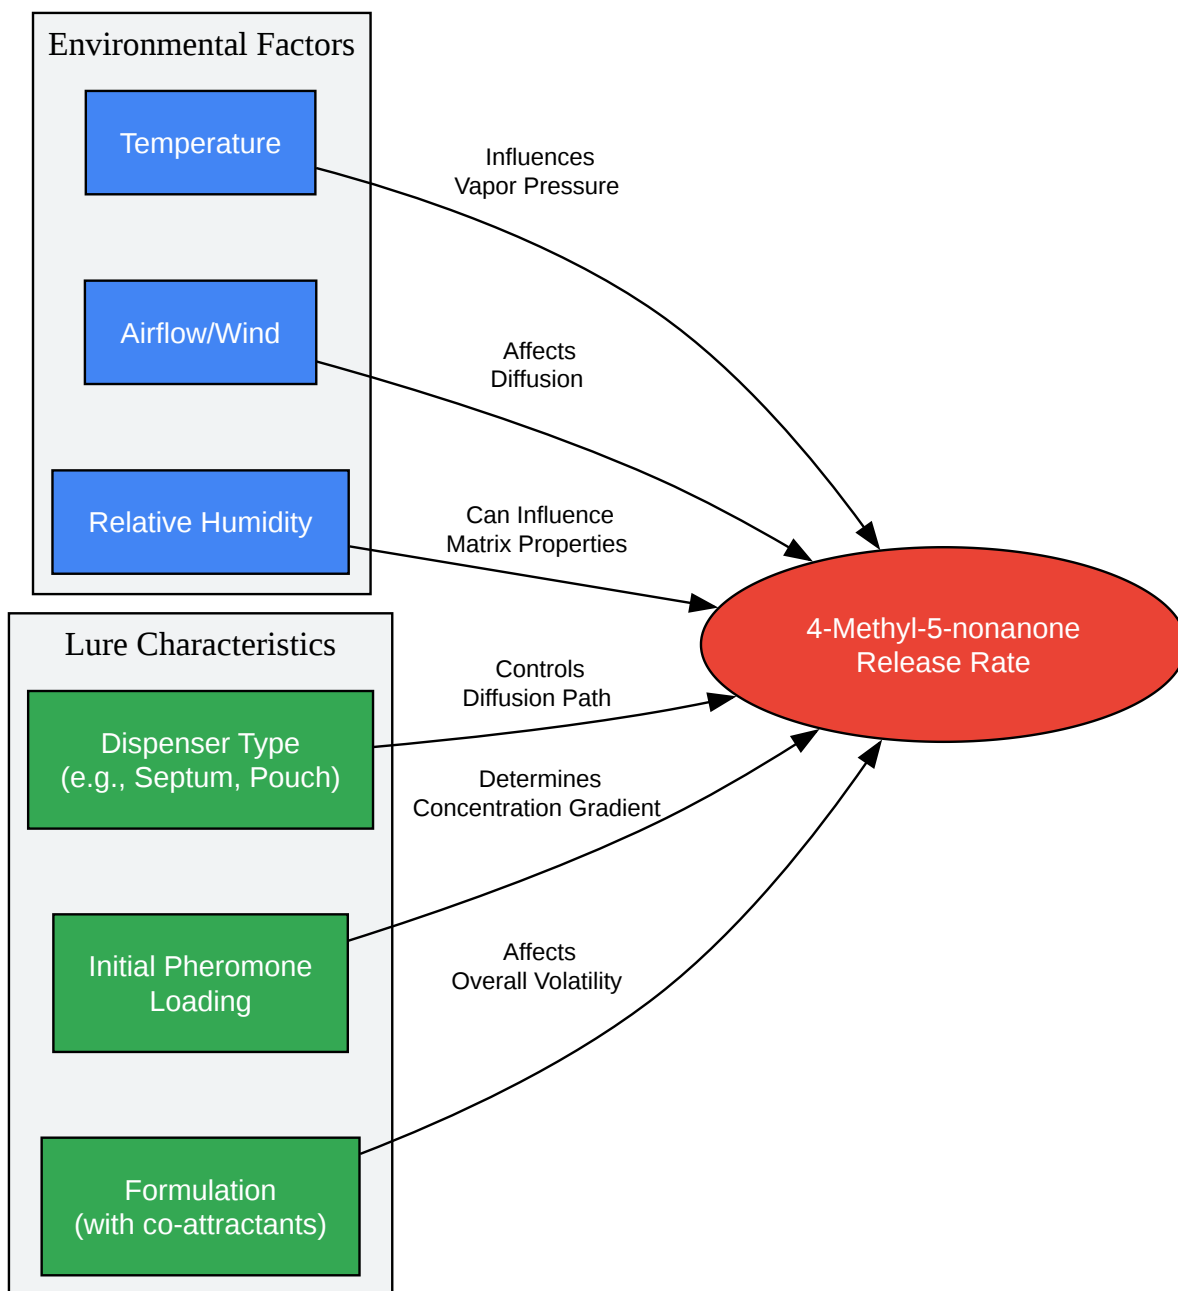 Environmental Factors
Temperature
Influences
Vapor Pressure
Airflow/Wind
Affects
Diffusion
Relative Humidity
Can Influence
Matrix Properties
4-Methyl-5-nonanone
Release Rate
Lure Characteristics
Dispenser Type
(e.g., Septum, Pouch)
Controls
Diffusion Path
Initial Pheromone
Loading
Determines
Concentration Gradient
Formulation
(with co-attractants)
Affects
Overall Volatility